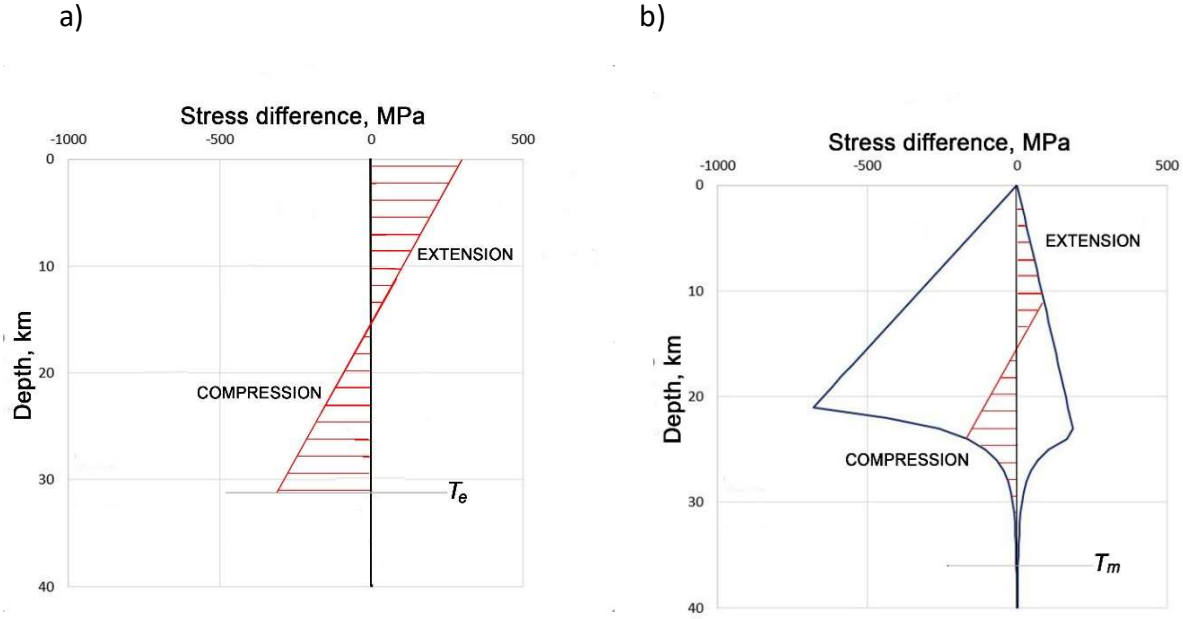 a)
Stress difference, MPa
-1000 -500 0 500
0
EXTENSION
10
Depth, km
20
COMPRESSION
30
Te
40
b)
Stress difference, MPa
-1000 -500 0 500
0
EXTENSION
10
Depth, km
20
COMPRESSION
30
Tm
40